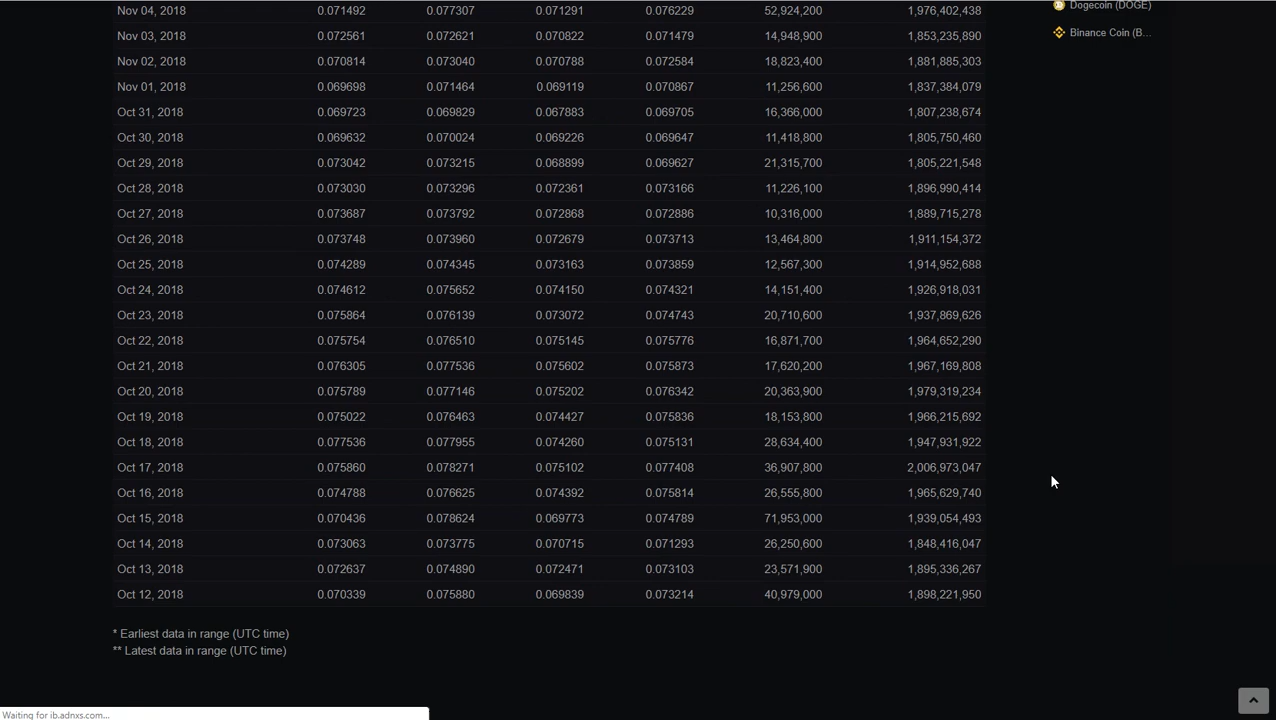 Dogecoin (DOGE)
Nov 04, 2018 0.071492 0.077307 0.071291 0.076229 52,924,200 1,976,402,438
Binance Coin (B...
Nov 03, 2018 0.072561 0.072621 0.070822 0.071479 14,948,900 1,853,235,890
Nov 02, 2018 0.070814 0.073040 0.070788 0.072584 18,823,400 1,881,885,303
Nov 01, 2018 0.069698 0.071464 0.069119 0.070867 11,256,600 1,837,384,079
Oct 31, 2018 0.069723 0.069829 0.067883 0.069705 16,366,000 1,807,238,674
Oct 30, 2018 0.069632 0.070024 0.069226 0.069647 11,418,800 1,805,750,460
Oct 29, 2018 0.073042 0.073215 0.068899 0.069627 21,315,700 1,805,221,548
Oct 28, 2018 0.073030 0.073296 0.072361 0.073166 11,226,100 1,896,990,414
Oct 27, 2018 0.073687 0.073792 0.072868 0.072886 10,316,000 1,889,715,278
Oct 26, 2018 0.073748 0.073960 0.072679 0.073713 13,464,800 1,911,154,372
Oct 25, 2018 0.074289 0.074345 0.073163 0.073859 12,567,300 1,914,952,688
Oct 24, 2018 0.074612 0.075652 0.074150 0.074321 14,151,400 1,926,918,031
Oct 23, 2018 0.075864 0.076139 0.073072 0.074743 20,710,600 1,937,869,626
Oct 22, 2018 0.075754 0.076510 0.075145 0.075776 16,871,700 1,964,652,290
Oct 21, 2018 0.076305 0.077536 0.075602 0.075873 17,620,200 1,967,169,808
Oct 20, 2018 0.075789 0.077146 0.075202 0.076342 20,363,900 1,979,319,234
Oct 19, 2018 0.075022 0.076463 0.074427 0.075836 18,153,800 1,966,215,692
Oct 18, 2018 0.077536 0.077955 0.074260 0.075131 28,634,400 1,947,931,922
Oct 17, 2018 0.075860 0.078271 0.075102 0.077408 36,907,800 2,006,973,047
Oct 16, 2018 0.074788 0.076625 0.074392 0.075814 26,555,800 1,965,629,740
Oct 15, 2018 0.070436 0.078624 0.069773 0.074789 71,953,000 1,939,054,493
Oct 14, 2018 0.073063 0.073775 0.070715 0.071293 26,250,600 1,848,416,047
Oct 13, 2018 0.072637 0.074890 0.072471 0.073103 23,571,900 1,895,336,267
Oct 12, 2018 0.070339 0.075880 0.069839 0.073214 40,979,000 1,898,221,950
* Earliest data in range (UTC time)
** Latest data in range (UTC time)
Waiting for ib.adnxs.com...